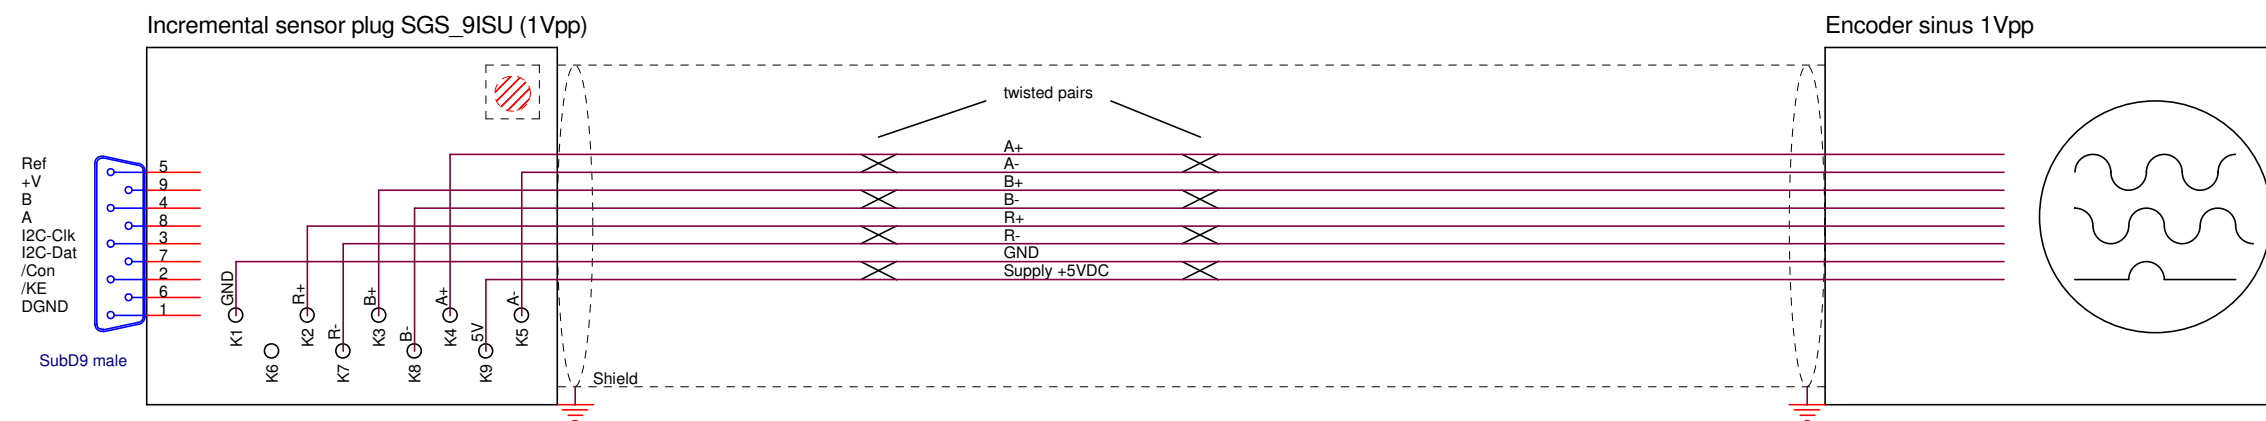 Incremental sensor plug SGS_9ISU (1Vpp)
Encoder sinus 1Vpp
twisted pairs
A+
A-
B+
B-
R+
R-
GND
Supply +5VDC
Ref
5
+V
9
B
4
A
8
I2C-Clk
3
I2C-Dat
7
/Con
2
/KE
6
DGND
1
SubD9 male
GND
K1
K6
R+
K2
R-
K7
B+
K3
B-
K8
A+
K4
5V
K9
A-
K5
Shield